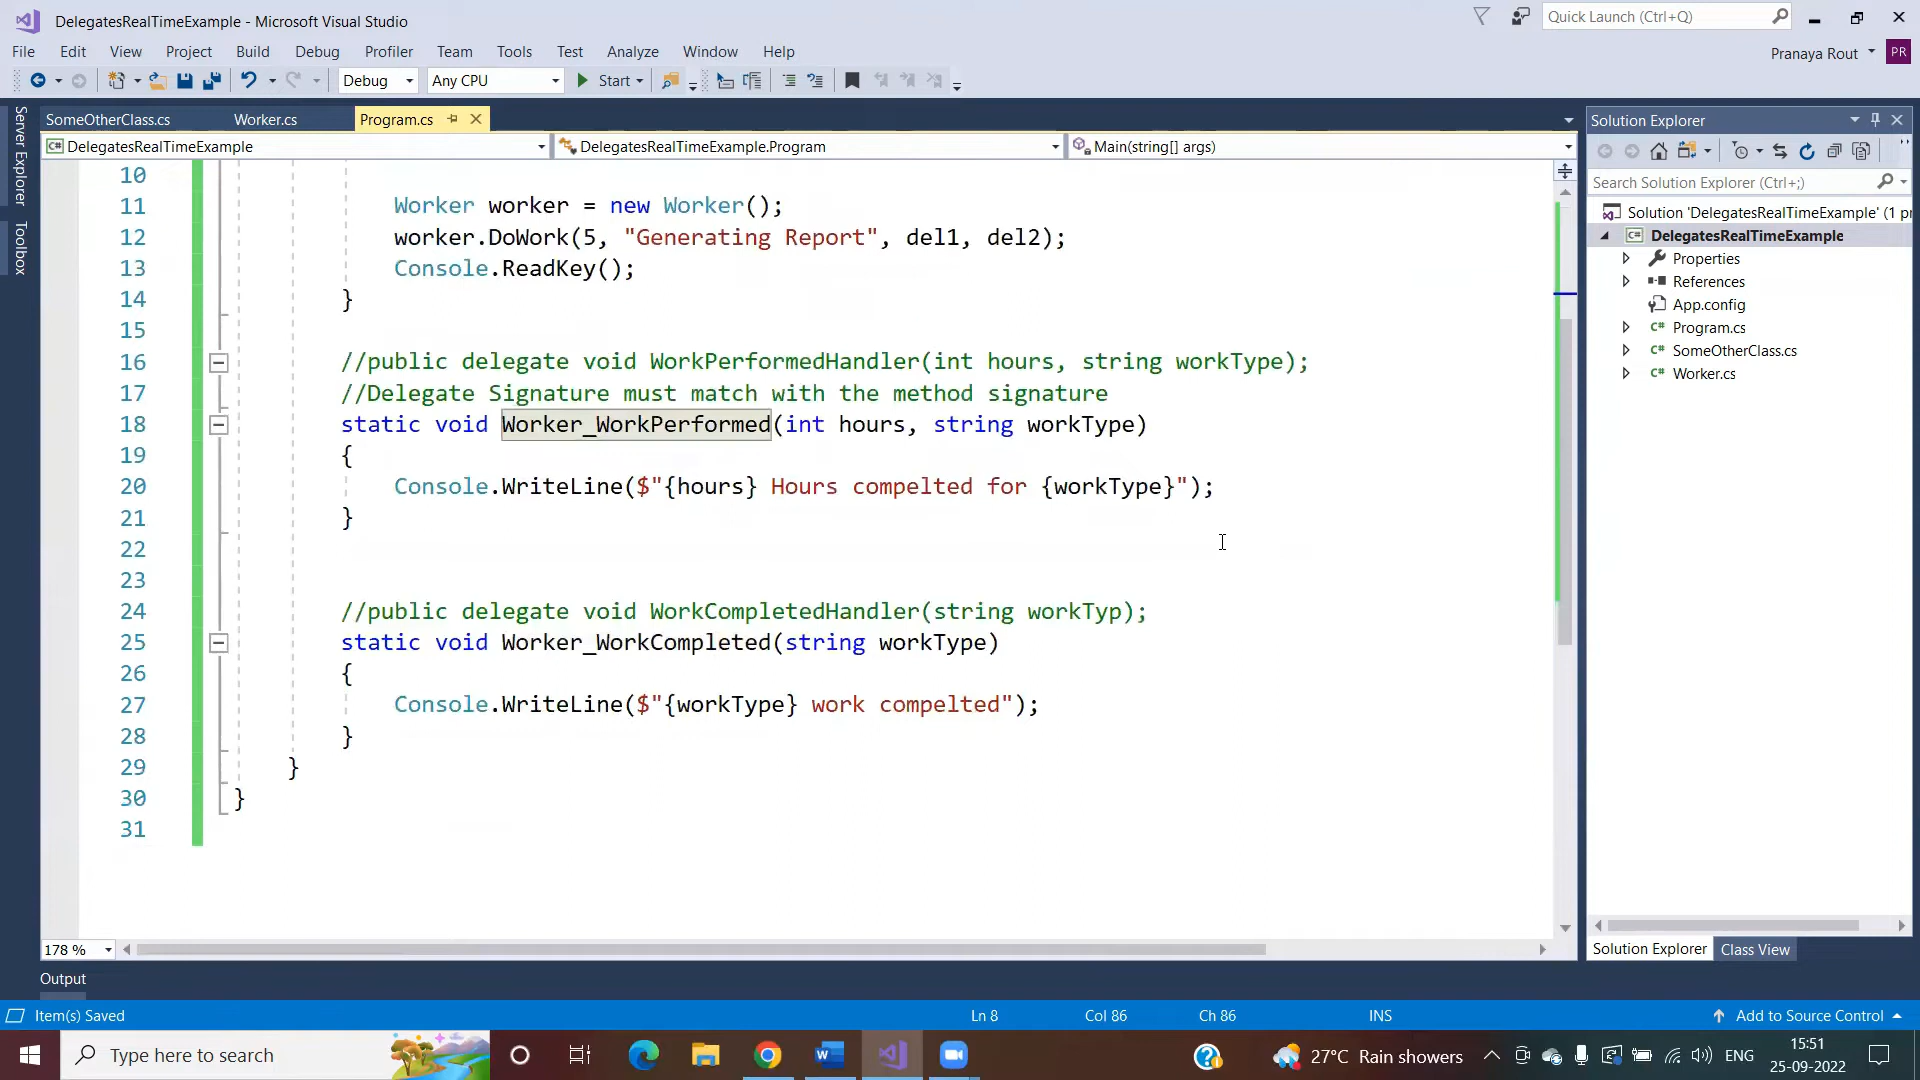 DelegatesRealTimeExample - Microsoft Visual Studio
Quick Launch (Ctrl+Q)
File Edit View Project Build Debug Profiler Team Tools Test Analyze Window Help
Pranaya Rout PR
Debug Any CPU Start
SomeOtherClass.cs Worker.cs Program.cs
DelegatesRealTimeExample DelegatesRealTimeExample.Program Main(string[] args)
Server Explorer
Toolbox
10
11 Worker worker = new Worker();
12 worker.DoWork(5, "Generating Report", del1, del2);
13 Console.ReadKey();
14 }
15
16 //public delegate void WorkPerformedHandler(int hours, string workType);
17 //Delegate Signature must match with the method signature
18 static void Worker_WorkPerformed(int hours, string workType)
19 {
20 Console.WriteLine($"{hours} Hours compelted for {workType}");
21 }
22
23
24 //public delegate void WorkCompletedHandler(string workTyp);
25 static void Worker_WorkCompleted(string workType)
26 {
27 Console.WriteLine($"{workType} work compelted");
28 }
29 }
30 }
31
178 %
Solution Explorer
Search Solution Explorer (Ctrl+;)
Solution 'DelegatesRealTimeExample' (1 pr
DelegatesRealTimeExample
Properties
References
App.config
Program.cs
SomeOtherClass.cs
Worker.cs
Solution Explorer Class View
Output
Item(s) Saved Ln 8 Col 86 Ch 86 INS Add to Source Control
Type here to search
27°C Rain showers
ENG
15:51
25-09-2022